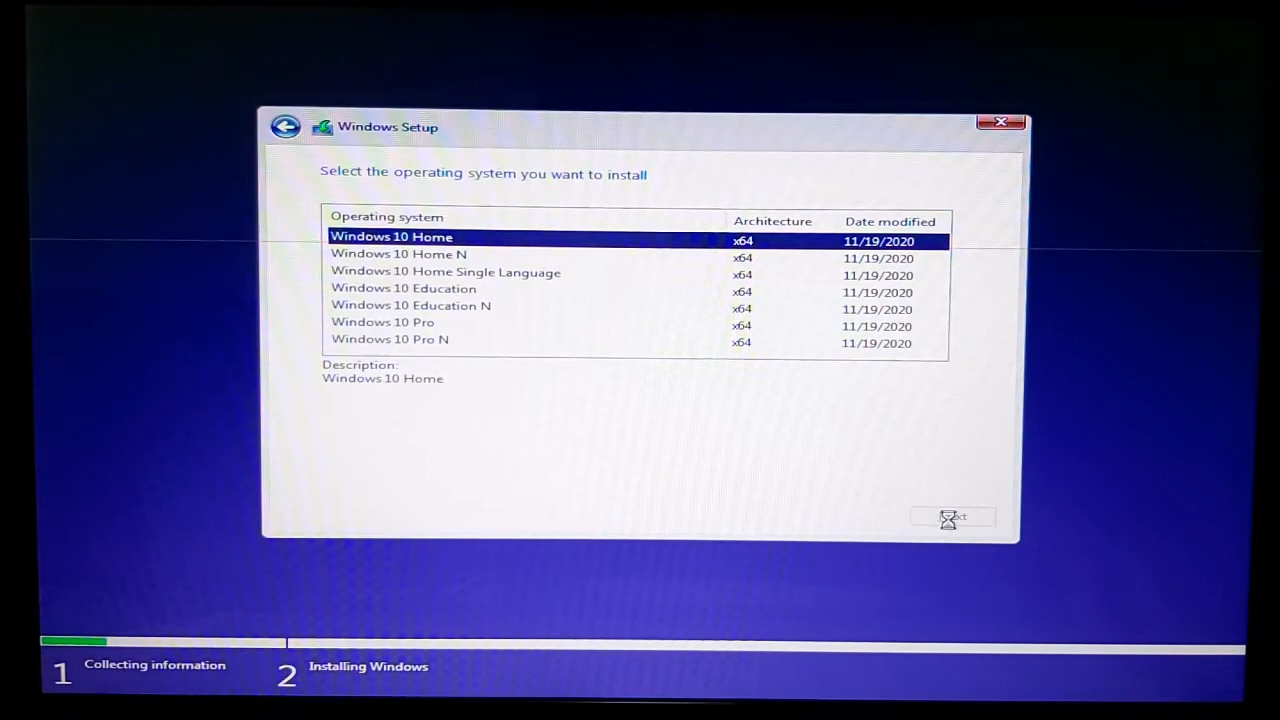 Windows Setup
Select the operating system you want to install
Operating system Architecture Date modified
Windows 10 Home x64 11/19/2020
Windows 10 Home N x64 11/19/2020
Windows 10 Home Single Language x64 11/19/2020
Windows 10 Education x64 11/19/2020
Windows 10 Education N x64 11/19/2020
Windows 10 Pro x64 11/19/2020
Windows 10 Pro N x64 11/19/2020
Description:
Windows 10 Home
1 Collecting information 2 Installing Windows